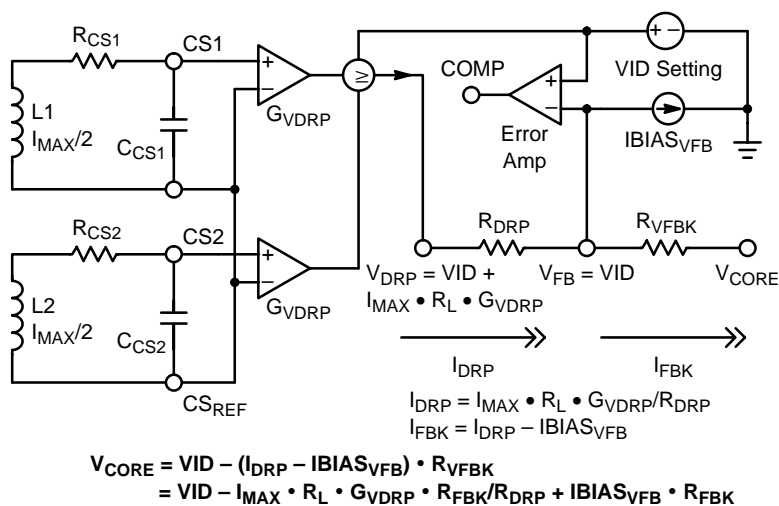 R_CS1
CS1
L1
I_MAX/2
C_CS1
+
−
G_VDRP
≥
COMP
+
−
Error
Amp
+ −
VID Setting
IBIAS_VFB
R_CS2
CS2
L2
I_MAX/2
C_CS2
+
−
G_VDRP
CS_REF
R_DRP
R_VFBK
V_DRP = VID +
I_MAX • R_L • G_VDRP
V_FB = VID
V_CORE
I_DRP
I_FBK
I_DRP = I_MAX • R_L • G_VDRP/R_DRP
I_FBK = I_DRP − IBIAS_VFB
V_CORE = VID − (I_DRP − IBIAS_VFB) • R_VFBK
= VID − I_MAX • R_L • G_VDRP • R_FBK/R_DRP + IBIAS_VFB • R_FBK